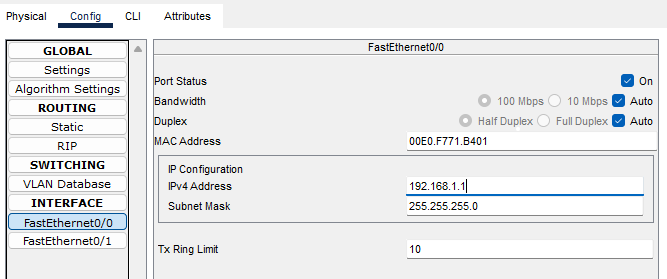 Physical Config CLI Attributes
GLOBAL
Settings
Algorithm Settings
ROUTING
Static
RIP
SWITCHING
VLAN Database
INTERFACE
FastEthernet0/0
FastEthernet0/1
FastEthernet0/0
Port Status On
Bandwidth 100 Mbps 10 Mbps Auto
Duplex Half Duplex Full Duplex Auto
MAC Address 00E0.F771.B401
IP Configuration
IPv4 Address 192.168.1.1
Subnet Mask 255.255.255.0
Tx Ring Limit 10